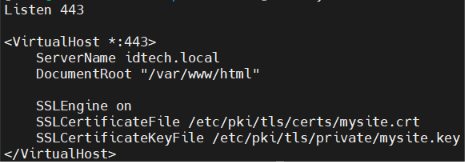 Listen 443
<VirtualHost *:443>
    ServerName idtech.local
    DocumentRoot "/var/www/html"
    SSLEngine on
    SSLCertificateFile /etc/pki/tls/certs/mysite.crt
    SSLCertificateKeyFile /etc/pki/tls/private/mysite.key
</VirtualHost>